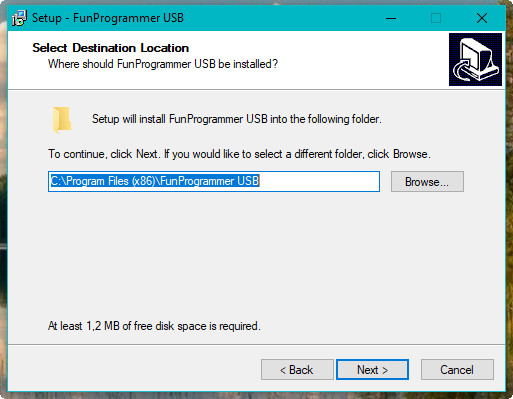 Setup - FunProgrammer USB
Select Destination Location
Where should FunProgrammer USB be installed?
Setup will install FunProgrammer USB into the following folder.
To continue, click Next. If you would like to select a different folder, click Browse.
C:\Program Files (x86)\FunProgrammer USB
Browse...
At least 1,2 MB of free disk space is required.
< Back
Next >
Cancel